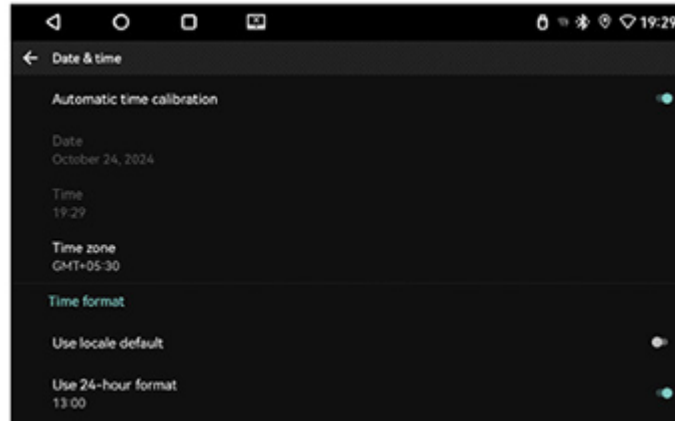 19:29
Date & time
Automatic time calibration
Date
October 24, 2024
Time
19:29
Time zone
GMT+05:30
Time format
Use locale default
Use 24-hour format
13:00